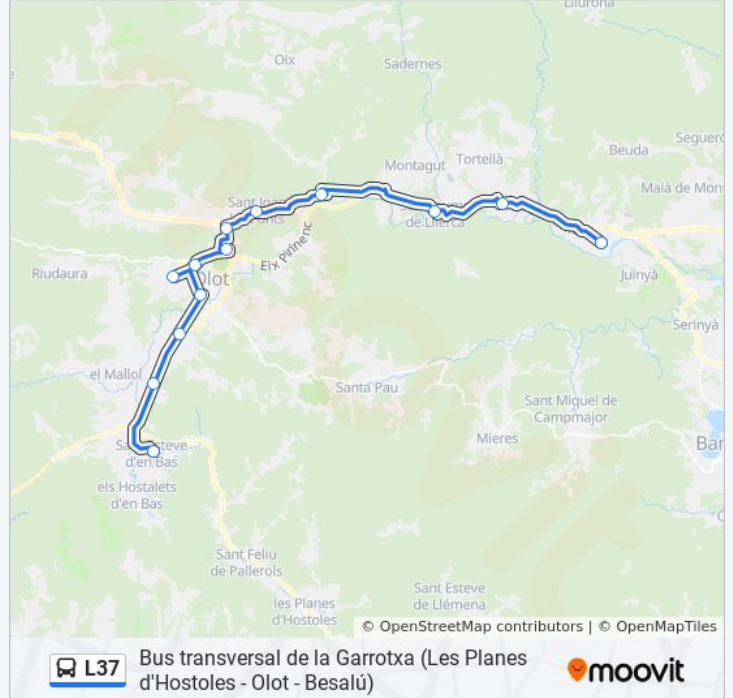 Lliurona
Oix
Sadernes
Montagut
Tortellà
Beuda
Segueró
Maià de Mon
Sant Joan
Fonts
de Llierca
Eix Pirinenc
Riudaura
Olot
Juïnyà
Serinyà
el Mallol
Santa Pau
Sant Miquel de
Campmajor
Mieres
Ban
Sant Esteve
d'en Bas
els Hostalets
d'en Bas
Sant Feliu
de Pallerols
les Planes
d'Hostoles
Sant Esteve
de Llémena
© OpenStreetMap contributors | © OpenMapTiles
L37
Bus transversal de la Garrotxa (Les Planes
d'Hostoles - Olot - Besalú)
moovit